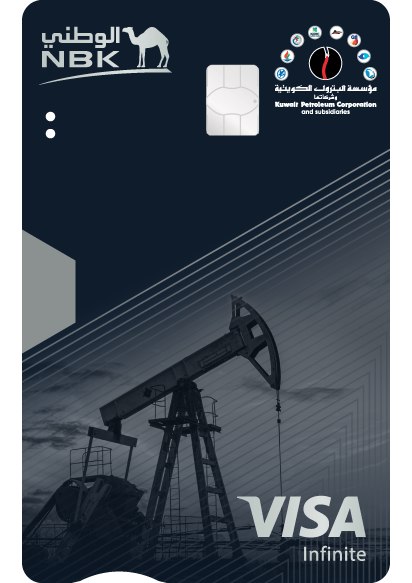 الوطني
NBK
مؤسسة البترول الكويتية
وشركاتها
Kuwait Petroleum Corporation
and subsidiaries
VISA
Infinite